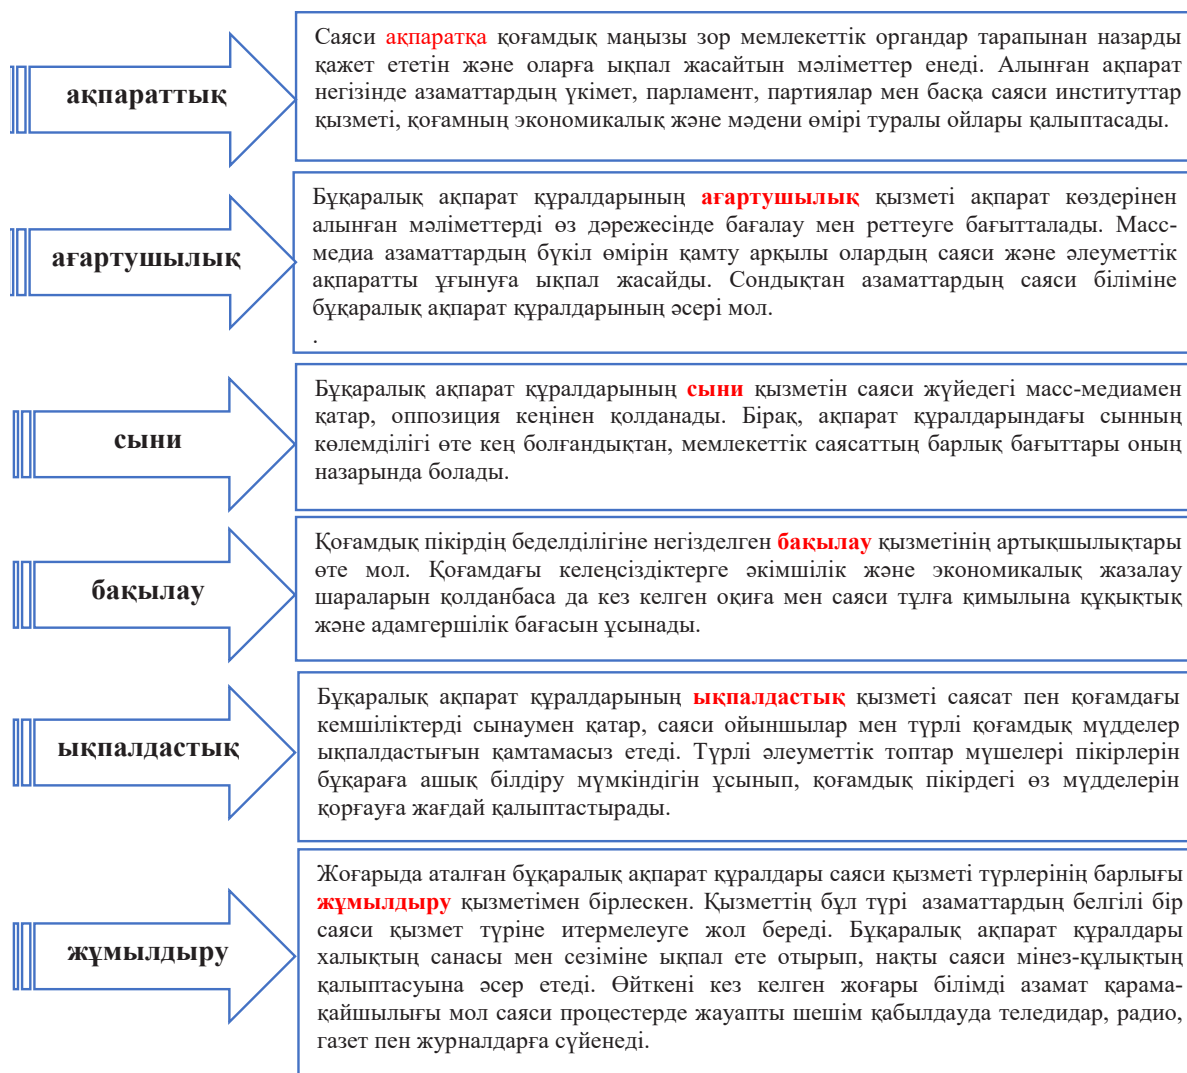 ақпараттық
Саяси ақпаратқа қоғамдық маңызы зор мемлекеттік органдар тарапынан назарды
қажет ететін және оларға ықпал жасайтын мәліметтер енеді. Алынған ақпарат
негізінде азаматтардың үкімет, парламент, партиялар мен басқа саяси институттар
қызметі, қоғамның экономикалық және мәдени өмірі туралы ойлары қалыптасады.
ағартушылық
Бұқаралық ақпарат құралдарының ағартушылық қызметі ақпарат көздерінен
алынған мәліметтерді өз дәрежесінде бағалау мен реттеуге бағытталады. Масс-
медиа азаматтардың бүкіл өмірін қамту арқылы олардың саяси және әлеуметтік
ақпаратты ұғынуға ықпал жасайды. Сондықтан азаматтардың саяси біліміне
бұқаралық ақпарат құралдарының әсері мол.
.
сыни
Бұқаралық ақпарат құралдарының сыни қызметін саяси жүйедегі масс-медиамен
қатар, оппозиция кеңінен қолданады. Бірақ, ақпарат құралдарындағы сынның
көлемділігі өте кең болғандықтан, мемлекеттік саясаттың барлық бағыттары оның
назарында болады.
бақылау
Қоғамдық пікірдің беделділігіне негізделген бақылау қызметінің артықшылықтары
өте мол. Қоғамдағы келеңсіздіктерге әкімшілік және экономикалық жазалау
шараларын қолданбаса да кез келген оқиға мен саяси тұлға қимылына құқықтық
және адамгершілік бағасын ұсынады.
ықпалдастық
Бұқаралық ақпарат құралдарының ықпалдастық қызметі саясат пен қоғамдағы
кемшіліктерді сынаумен қатар, саяси ойыншылар мен түрлі қоғамдық мүдделер
ықпалдастығын қамтамасыз етеді. Түрлі әлеуметтік топтар мүшелері пікірлерін
бұқараға ашық білдіру мүмкіндігін ұсынып, қоғамдық пікірдегі өз мүдделерін
қорғауға жағдай қалыптастырады.
жұмылдыру
Жоғарыда аталған бұқаралық ақпарат құралдары саяси қызметі түрлерінің барлығы
жұмылдыру қызметімен бірлескен. Қызметтің бұл түрі азаматтардың белгілі бір
саяси қызмет түріне итермелеуге жол береді. Бұқаралық ақпарат құралдары
халықтың санасы мен сезіміне ықпал ете отырып, нақты саяси мінез-құлықтың
қалыптасуына әсер етеді. Өйткені кез келген жоғары білімді азамат қарама-
қайшылығы мол саяси процестерде жауапты шешім қабылдауда теледидар, радио,
газет пен журналдарға сүйенеді.